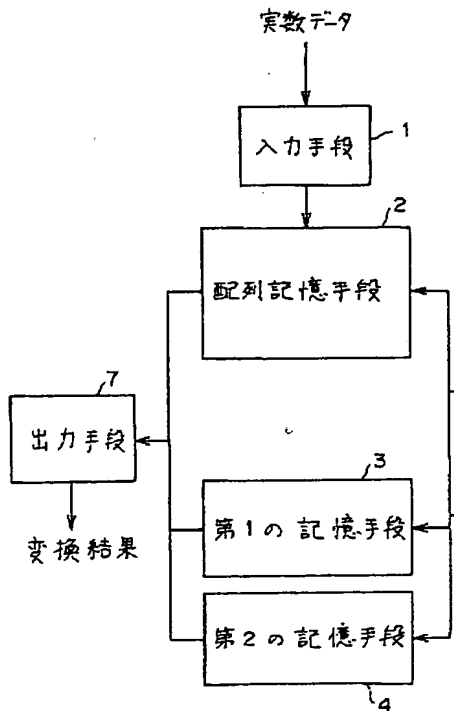 実数データ
1
入力手段
2
配列記憶手段
7
出力手段
3
第1の記憶手段
変換結果
第2の記憶手段
4